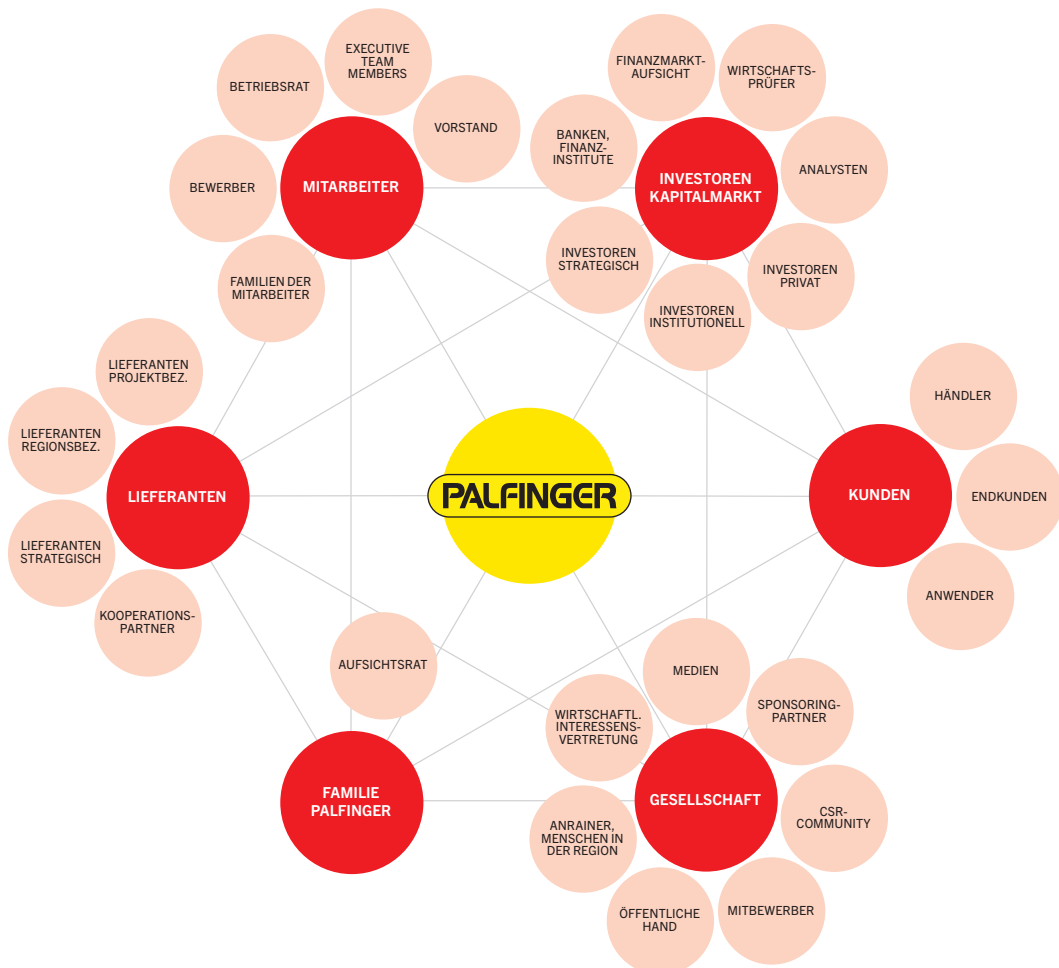 EXECUTIVE
TEAM
MEMBERS
BETRIEBSRAT
VORSTAND
BEWERBER
MITARBEITER
FAMILIEN DER
MITARBEITER
FINANZMARKT-
AUFSICHT
WIRTSCHAFTS-
PRÜFER
BANKEN,
FINANZ-
INSTITUTE
ANALYSTEN
INVESTOREN
KAPITALMARKT
INVESTOREN
STRATEGISCH
INVESTOREN
PRIVAT
INVESTOREN
INSTITUTIONELL
LIEFERANTEN
PROJEKTBEZ.
LIEFERANTEN
REGIONSBEZ.
LIEFERANTEN
LIEFERANTEN
STRATEGISCH
KOOPERATIONS-
PARTNER
PALFINGER
HÄNDLER
KUNDEN
ENDKUNDEN
ANWENDER
AUFSICHTSRAT
FAMILIE
PALFINGER
MEDIEN
SPONSORING-
PARTNER
WIRTSCHAFTL.
INTERESSENS-
VERTRETUNG
GESELLSCHAFT
CSR-
COMMUNITY
ANRAINER,
MENSCHEN IN
DER REGION
ÖFFENTLICHE
HAND
MITBEWERBER